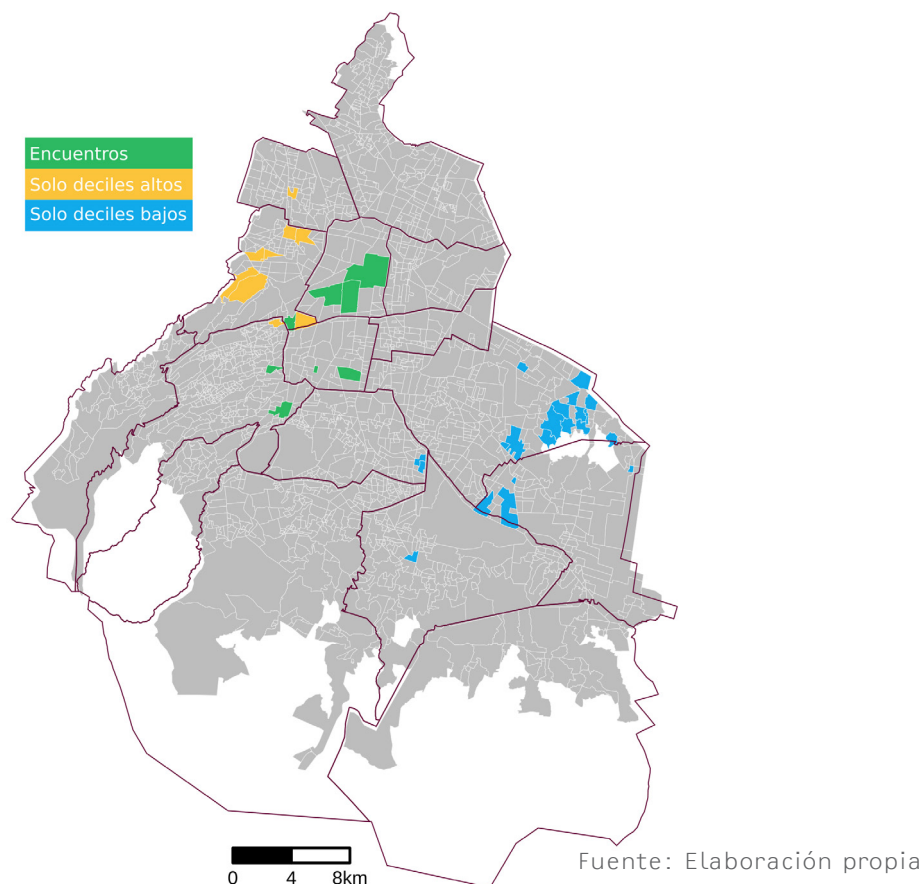 Encuentros
Solo deciles altos
Solo deciles bajos
0 4 8km
Fuente: Elaboración propia